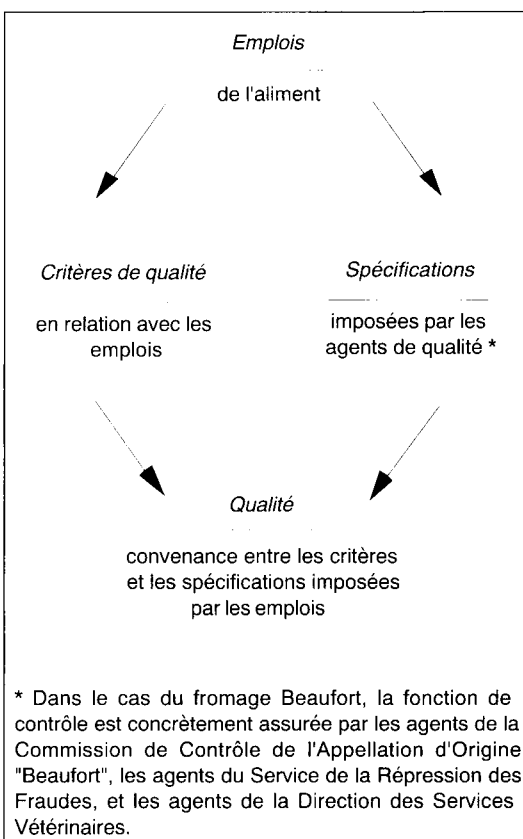 Emplois
de l'aliment
Critères de qualité
en relation avec les
emplois
Spécifications
imposées par les
agents de qualité *
Qualité
convenance entre les critères
et les spécifications imposées
par les emplois
* Dans le cas du fromage Beaufort, la fonction de
contrôle est concrètement assurée par les agents de la
Commission de Contrôle de l'Appellation d'Origine
"Beaufort", les agents du Service de la Répression des
Fraudes, et les agents de la Direction des Services
Vétérinaires.